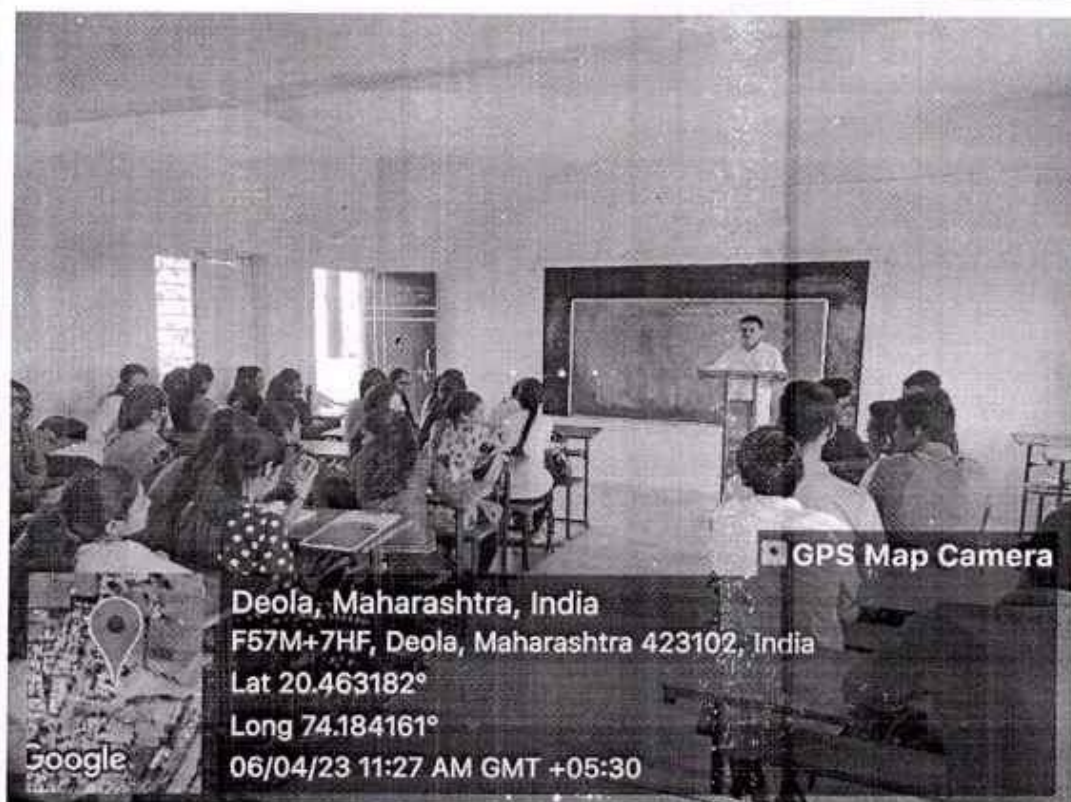 GPS Map Camera
Deola, Maharashtra, India
F57M+7HF, Deola, Maharashtra 423102, India
Lat 20.463182°
Long 74.184161°
06/04/23 11:27 AM GMT +05:30
Google